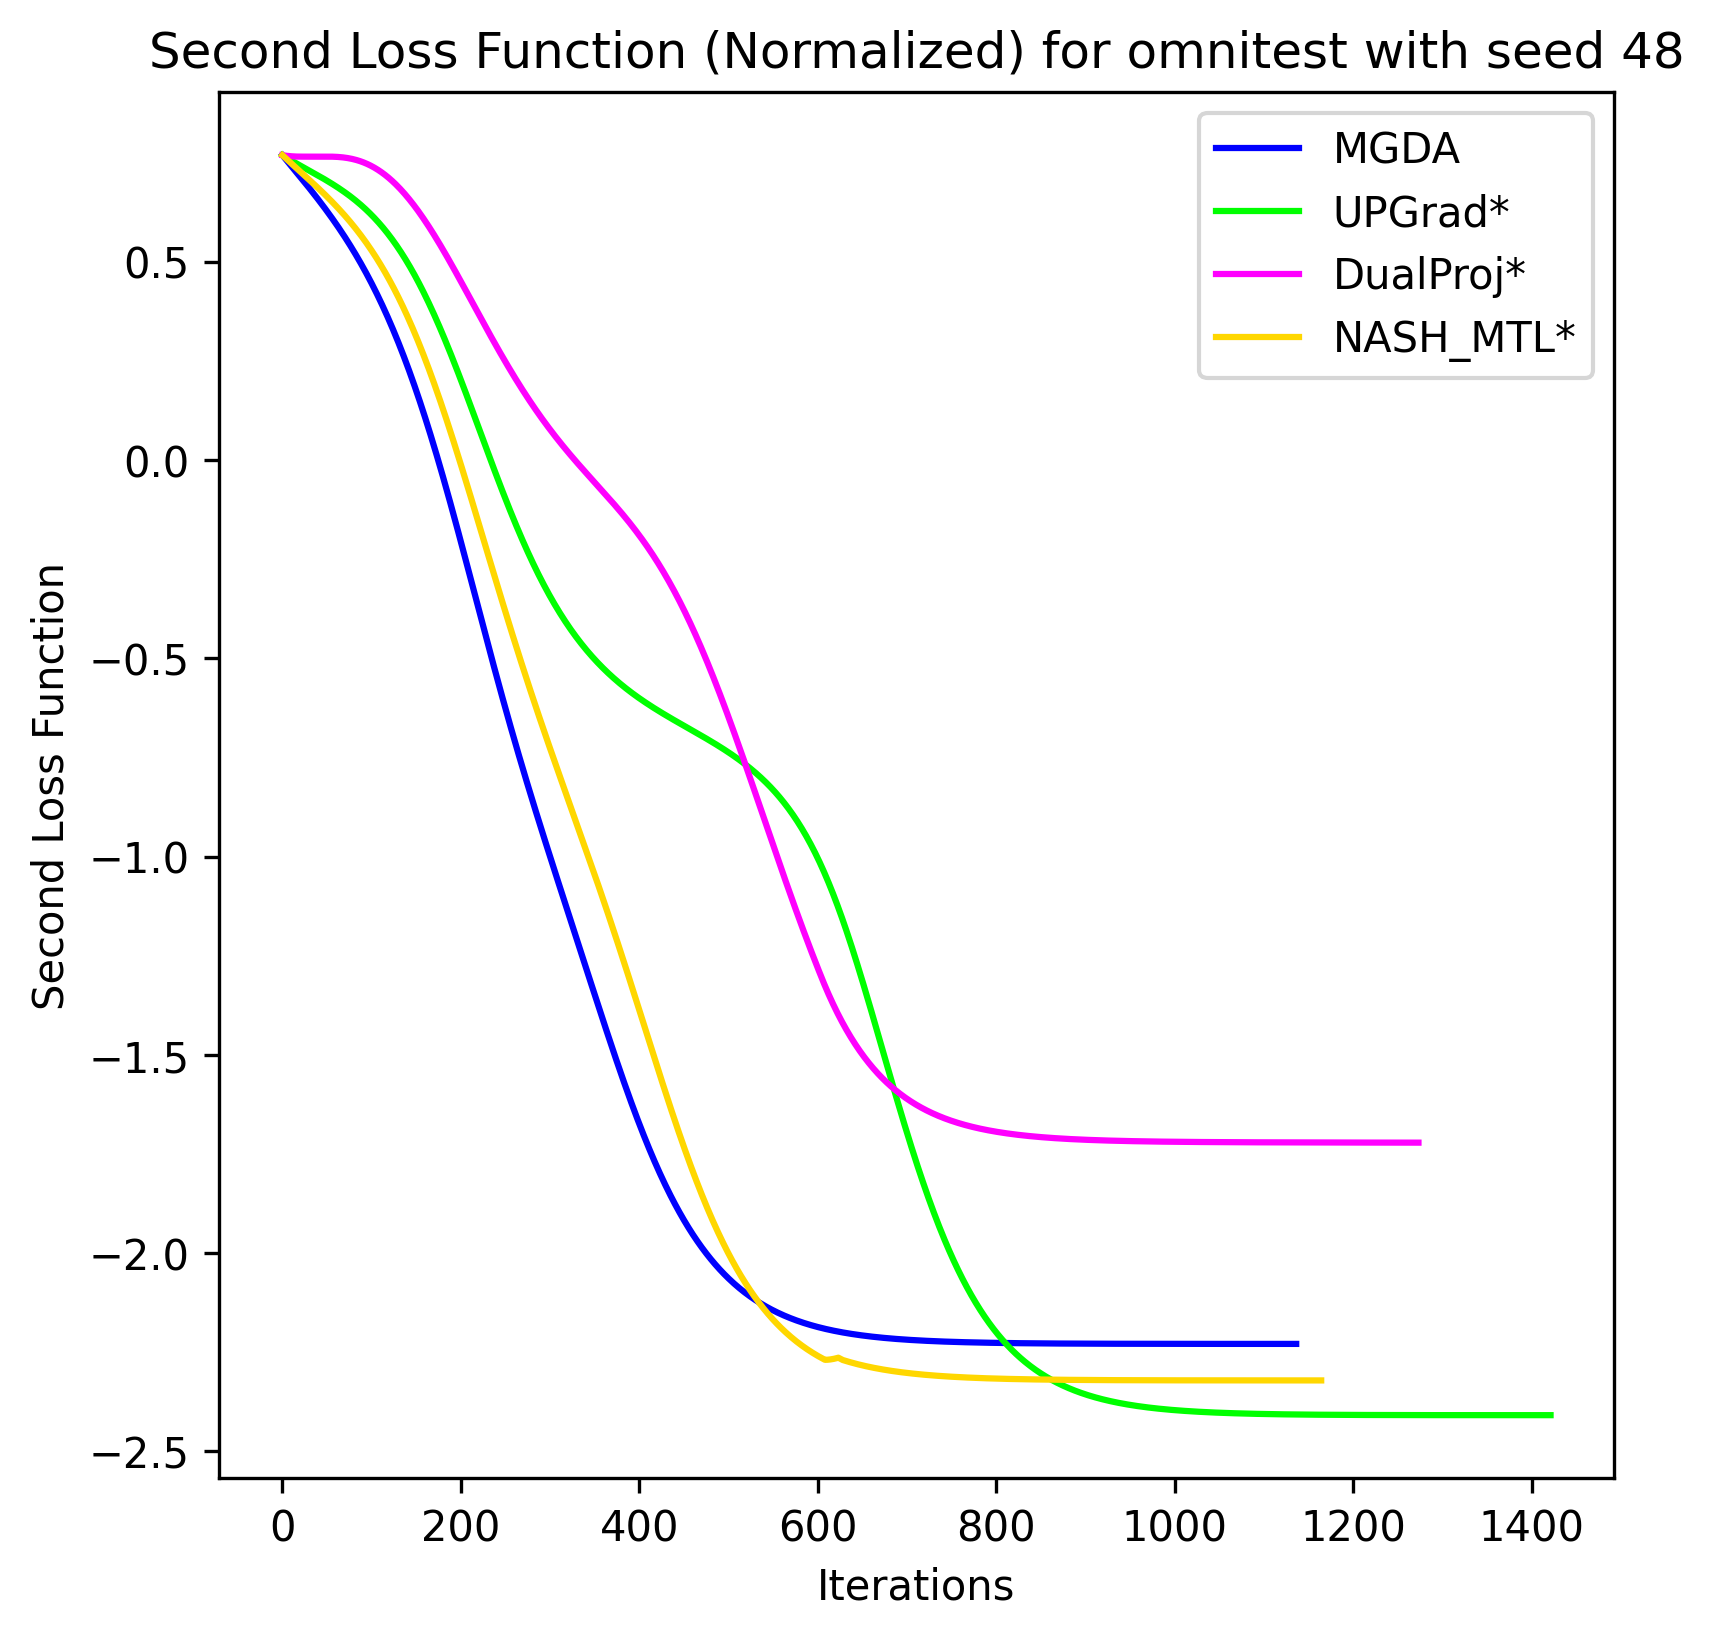 Second Loss Function (Normalized) for omnitest with seed 48
MGDA
UPGrad*
DualProj*
NASH_MTL*
Second Loss Function
0.5
0.0
−0.5
−1.0
−1.5
−2.0
−2.5
0 200 400 600 800 1000 1200 1400
Iterations